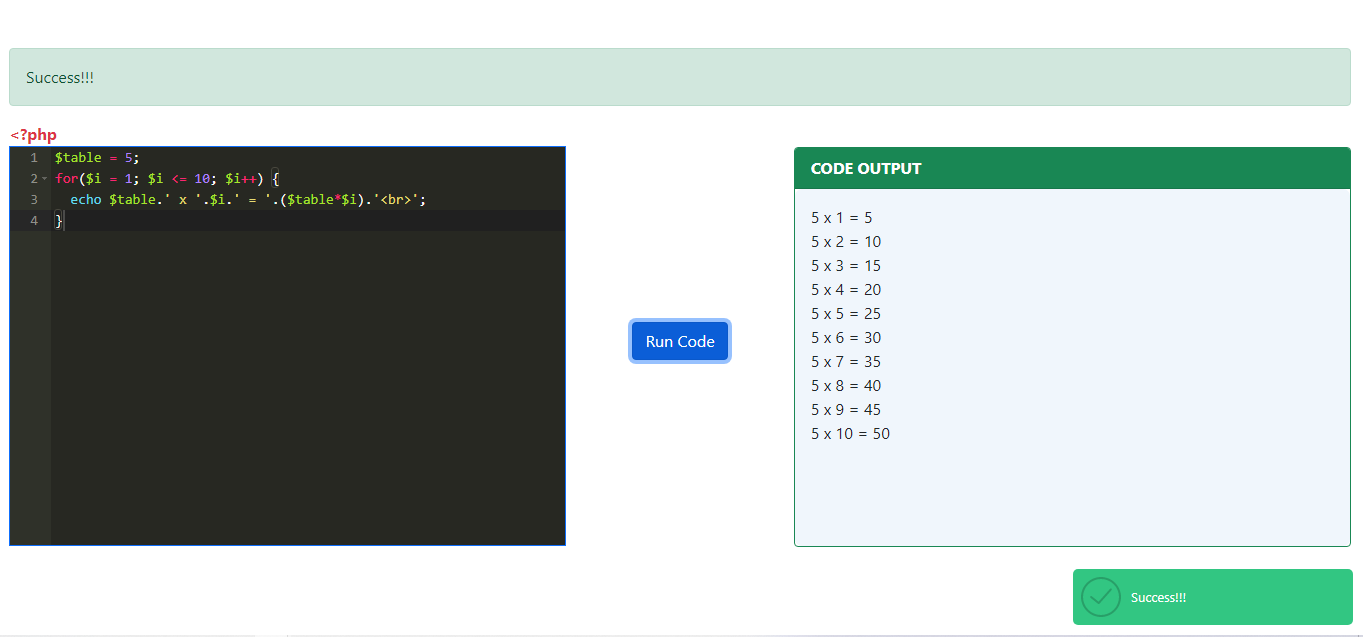 Success!!!
<?php
1 $table = 5;
2 for($i = 1; $i <= 10; $i++) {
3 echo $table.' x '.$i.' = '.($table*$i).'<br>';
4 }
Run Code
CODE OUTPUT
5 x 1 = 5
5 x 2 = 10
5 x 3 = 15
5 x 4 = 20
5 x 5 = 25
5 x 6 = 30
5 x 7 = 35
5 x 8 = 40
5 x 9 = 45
5 x 10 = 50
Success!!!